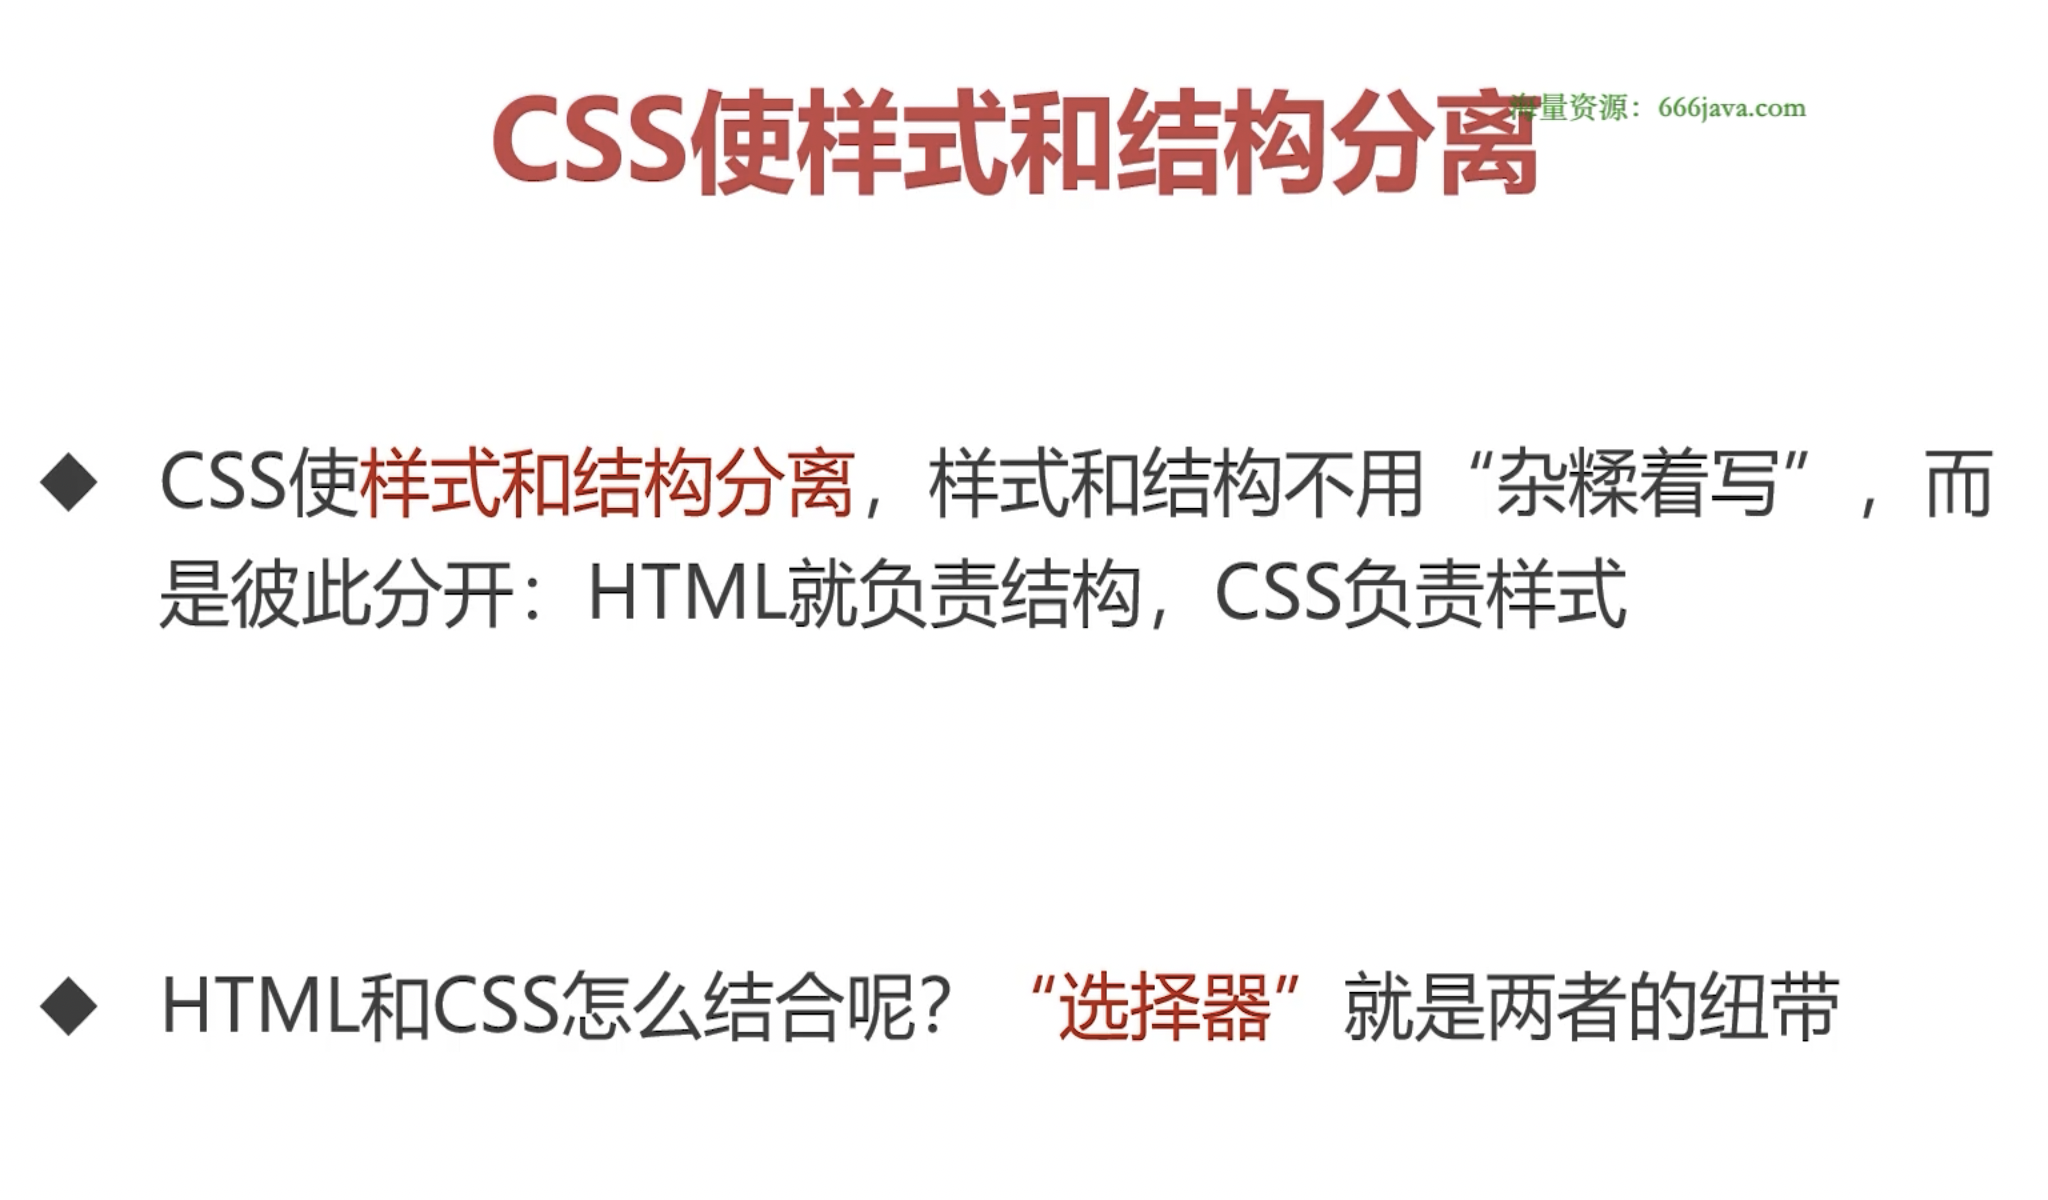 CSS使样式和结构分离
海量资源：666java.com
◆ CSS使样式和结构分离，样式和结构不用“杂糅着写”，而
是彼此分开：HTML就负责结构，CSS负责样式
◆ HTML和CSS怎么结合呢？“选择器”就是两者的纽带